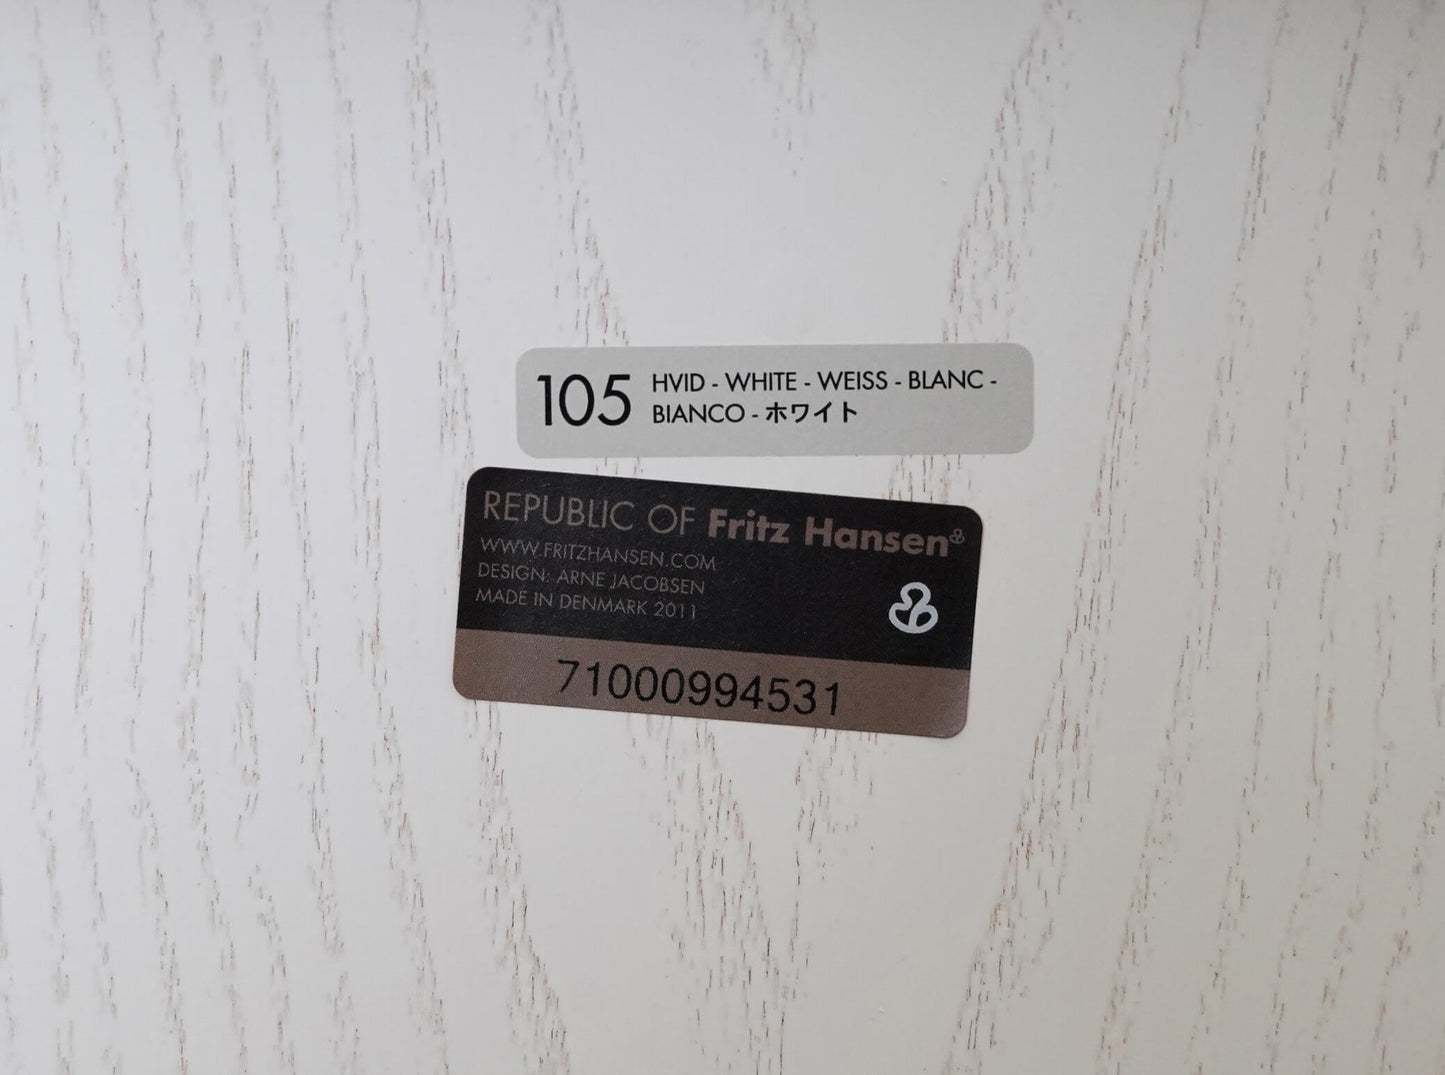 105 HVID - WHITE - WEISS - BLANC -
BIANCO - ホワイト
REPUBLIC OF Fritz Hansen
WWW.FRITZHANSEN.COM
DESIGN: ARNE JACOBSEN
MADE IN DENMARK 2011
71000994531